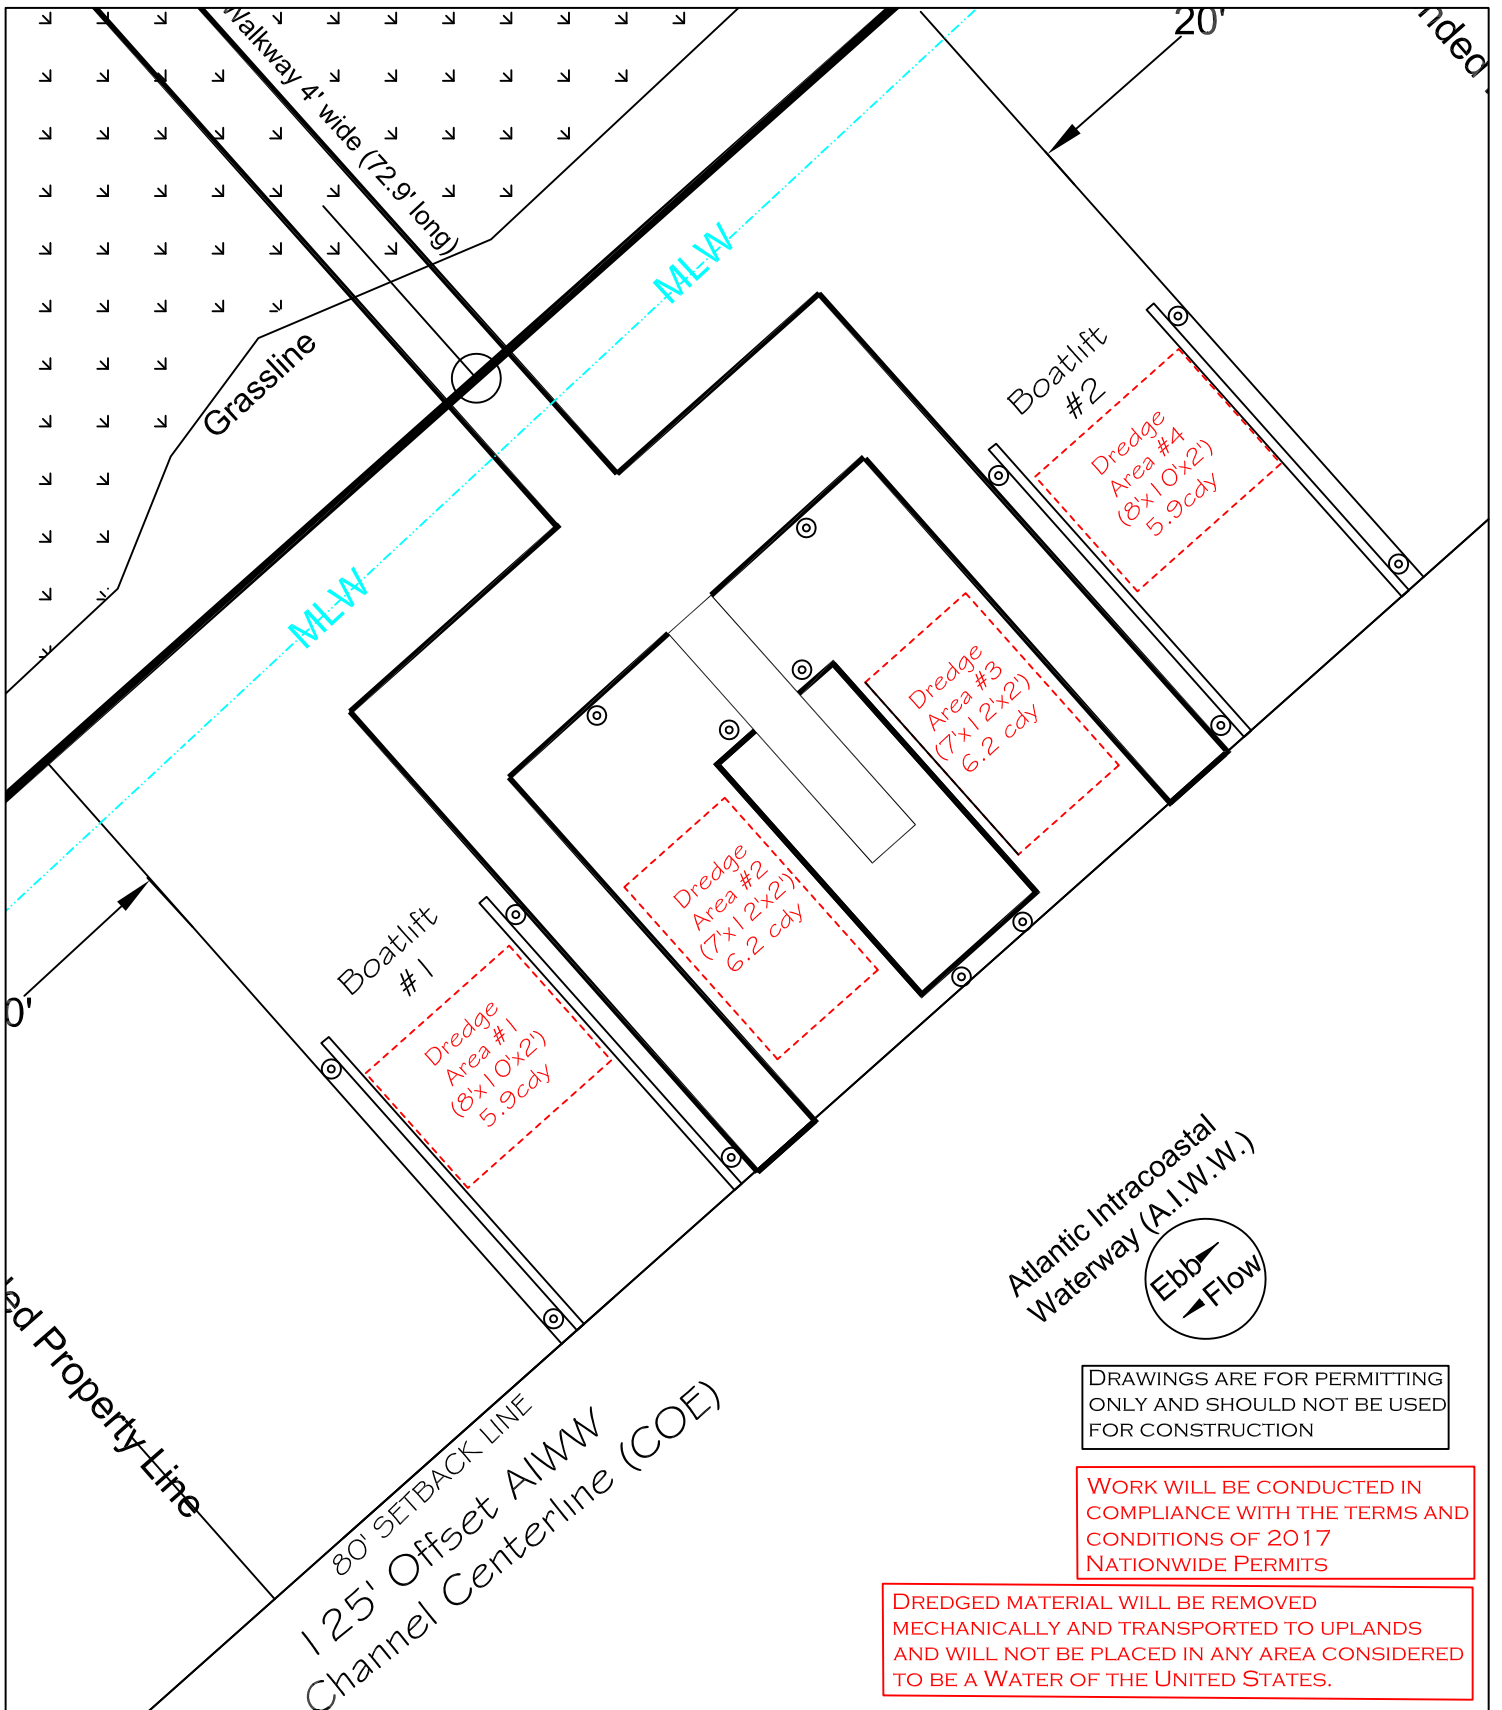 20'
Walkway 4' wide (72.9' long)
MLW
Grassline
Boatlift
#2
Dredge
Area #4
(8'x10'x2')
5.9cdy
MLW
Dredge
Area #3
(7'x12'x2')
6.2 cdy
Dredge
Area #2
(7'x12'x2')
6.2 cdy
Boatlift
#1
Dredge
Area #1
(8'x10'x2')
5.9cdy
0'
Property Line
Atlantic Intracoastal
Waterway (A.I.W.W.)
Ebb
Flow
80' SETBACK LINE
125' Offset AIWW
Channel Centerline (COE)
DRAWINGS ARE FOR PERMITTING
ONLY AND SHOULD NOT BE USED
FOR CONSTRUCTION
WORK WILL BE CONDUCTED IN
COMPLIANCE WITH THE TERMS AND
CONDITIONS OF 2017
NATIONWIDE PERMITS
DREDGED MATERIAL WILL BE REMOVED
MECHANICALLY AND TRANSPORTED TO UPLANDS
AND WILL NOT BE PLACED IN ANY AREA CONSIDERED
TO BE A WATER OF THE UNITED STATES.